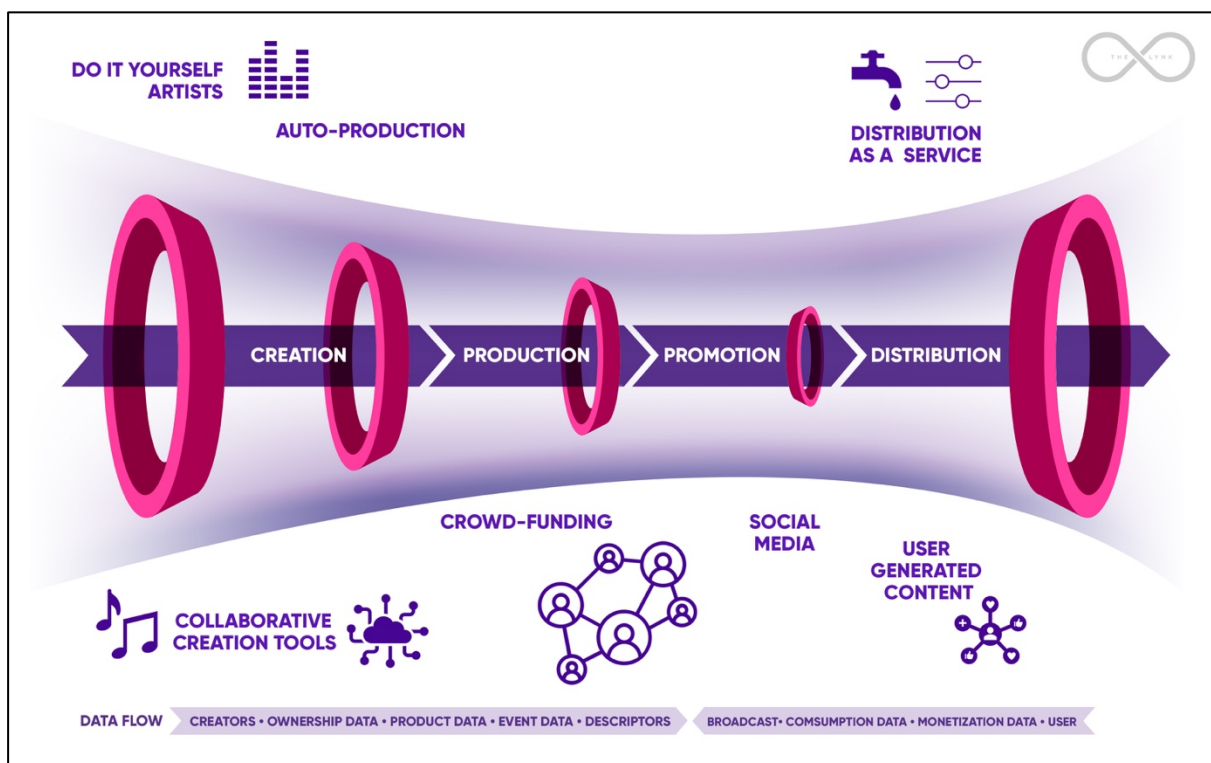 DO IT YOURSELF
ARTISTS
AUTO-PRODUCTION
DISTRIBUTION
AS A SERVICE
THE LYNK
CREATION
PRODUCTION
PROMOTION
DISTRIBUTION
CROWD-FUNDING
SOCIAL
MEDIA
USER
GENERATED
CONTENT
COLLABORATIVE
CREATION TOOLS
DATA FLOW
CREATORS • OWNERSHIP DATA • PRODUCT DATA • EVENT DATA • DESCRIPTORS
BROADCAST• COMSUMPTION DATA • MONETIZATION DATA • USER